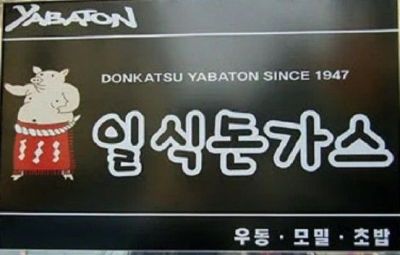 YABATON
DONKATSU YABATON SINCE 1947
일식돈가스
우동 · 모밀 · 초밥